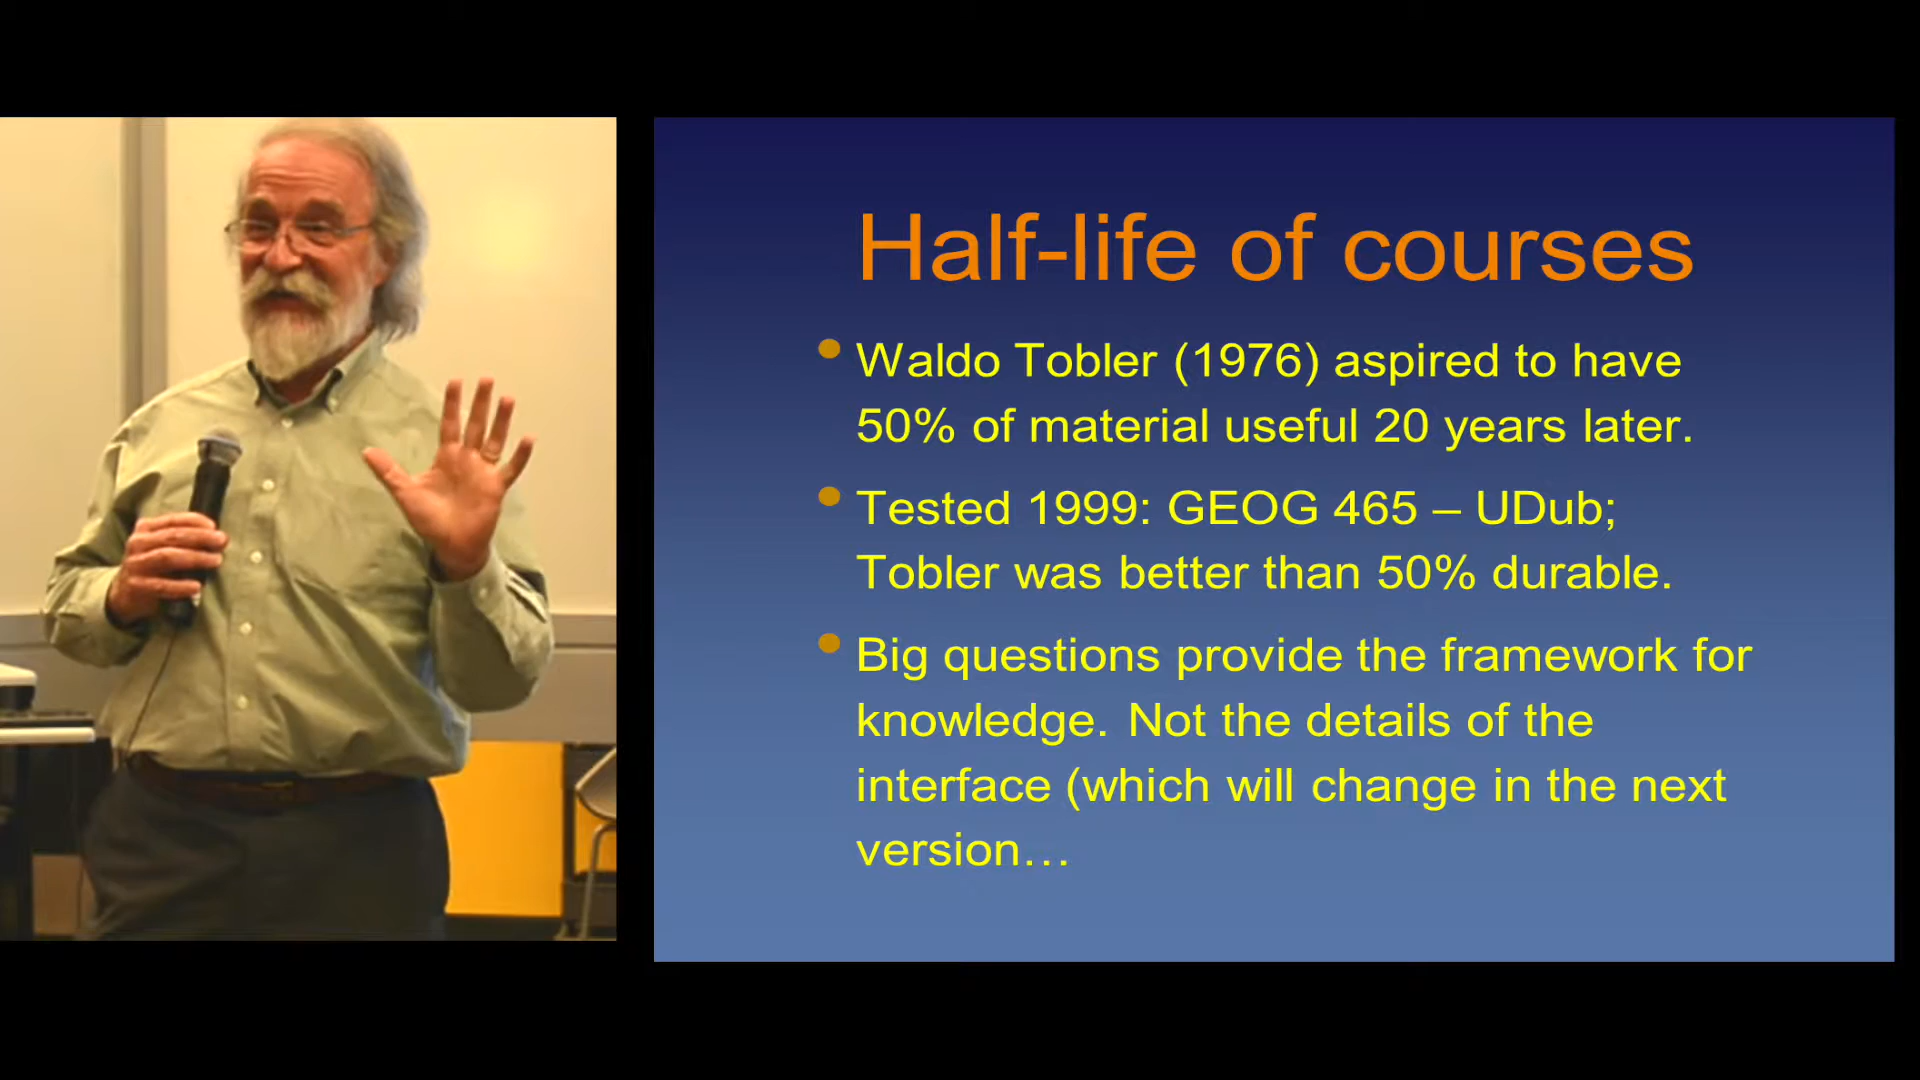 Half-life of courses
Waldo Tobler (1976) aspired to have
50% of material useful 20 years later.
Tested 1999: GEOG 465 – UDub;
Tobler was better than 50% durable.
Big questions provide the framework for
knowledge. Not the details of the
interface (which will change in the next
version…